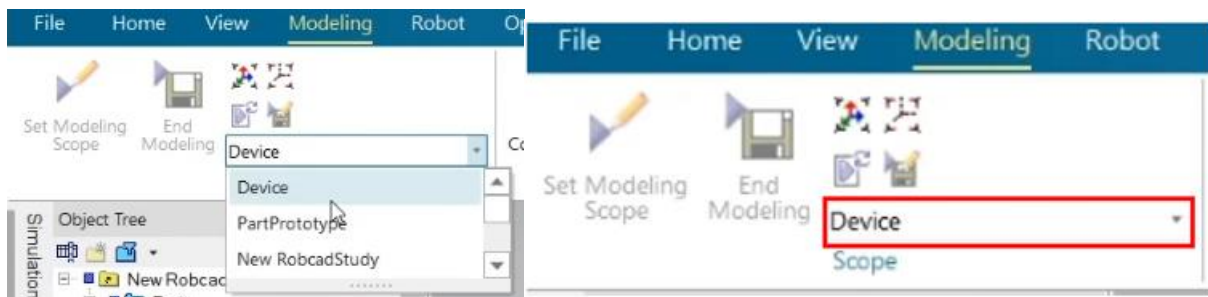 File Home View Modeling Robot
Set Modeling Scope
End Modeling
Device
Device
PartPrototype
New RobcadStudy
Simulation
Object Tree
New Robcad
File Home View Modeling Robot
Set Modeling Scope
End Modeling
Device
Scope